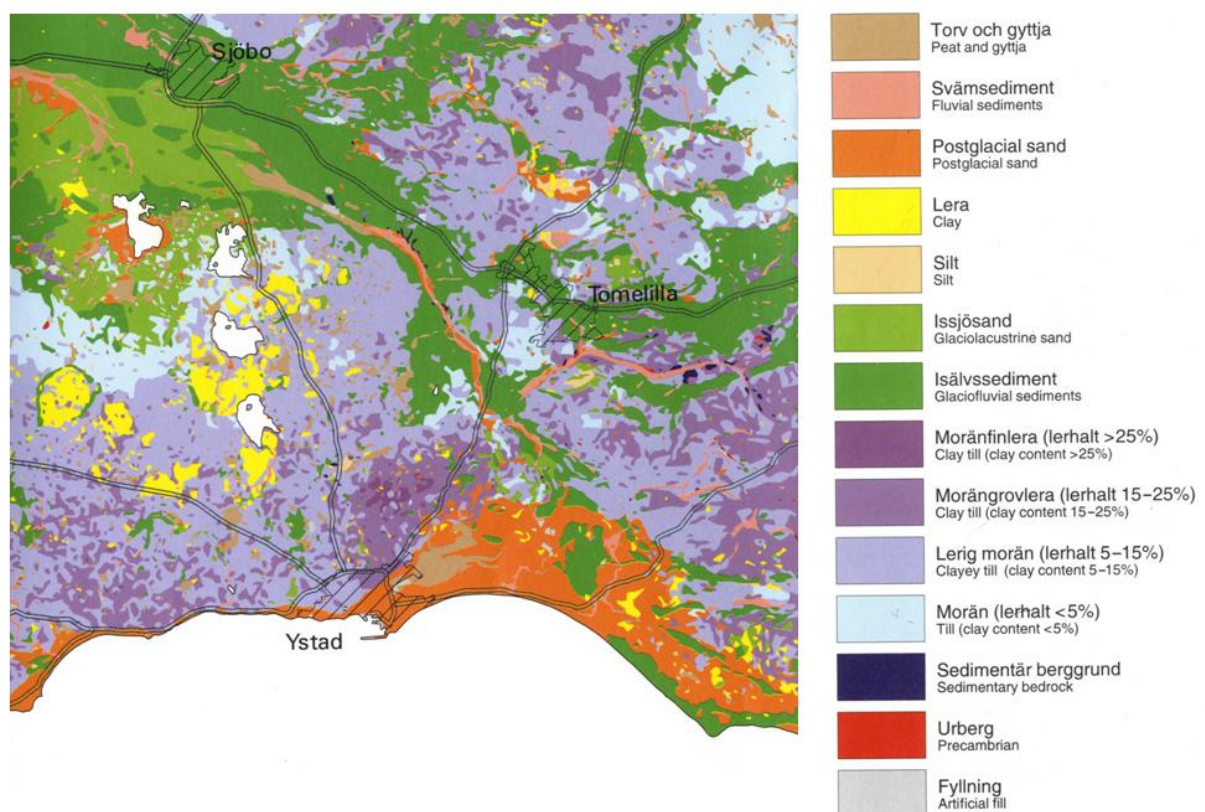 Sjöbo
Tomelilla
Ystad
Torv och gyttja
Peat and gyttja
Svämsediment
Fluvial sediments
Postglacial sand
Postglacial sand
Lera
Clay
Silt
Silt
Issjösand
Glaciolacustrine sand
Isälvssediment
Glaciofluvial sediments
Moränfinlera (lerhalt >25%)
Clay till (clay content >25%)
Morängrovlera (lerhalt 15–25%)
Clay till (clay content 15–25%)
Lerig morän (lerhalt 5–15%)
Clayey till (clay content 5–15%)
Morän (lerhalt <5%)
Till (clay content <5%)
Sedimentär berggrund
Sedimentary bedrock
Urberg
Precambrian
Fyllning
Artificial fill